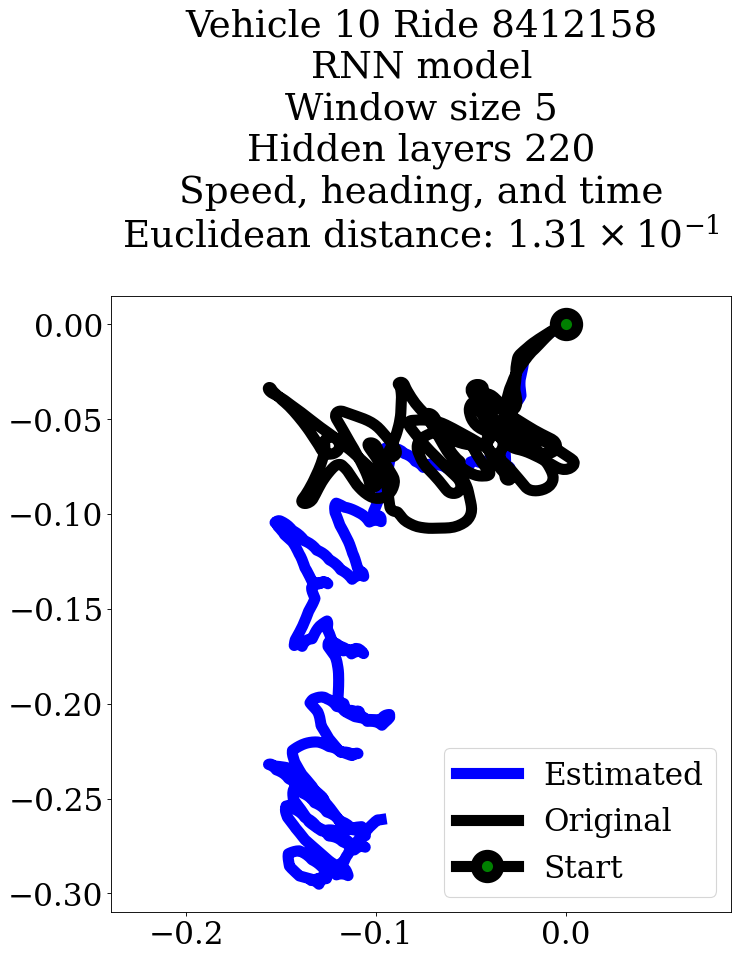 Vehicle 10 Ride 8412158
RNN model
Window size 5
Hidden layers 220
Speed, heading, and time
Euclidean distance: 1.31 × 10⁻¹
0.00
−0.05
−0.10
−0.15
−0.20
−0.25
−0.30
Estimated
Original
Start
−0.2 −0.1 0.0